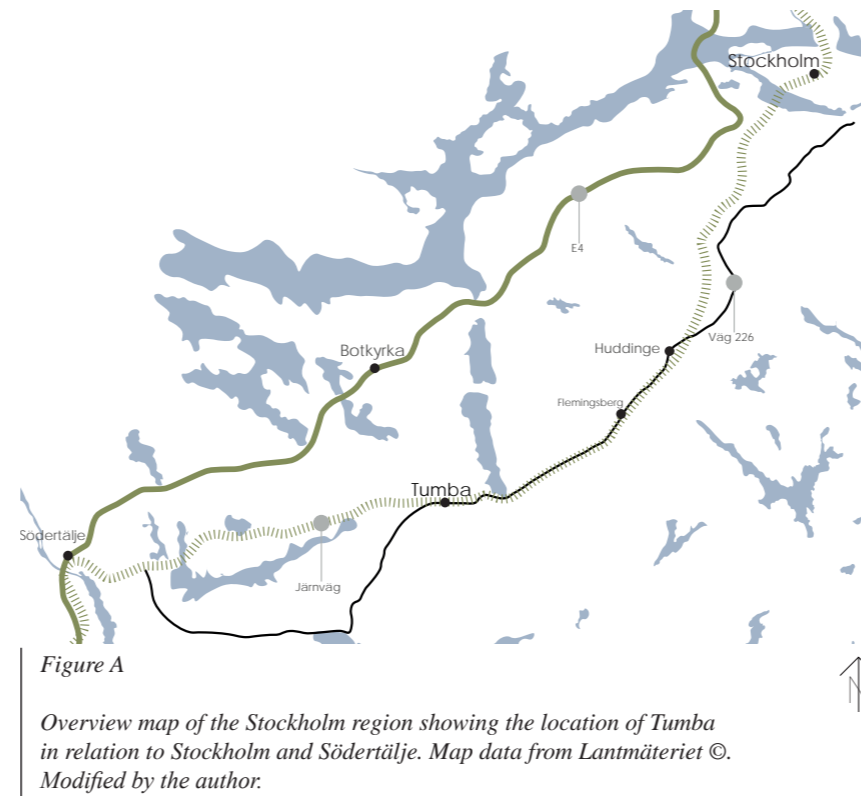 Stockholm
E4
Väg 226
Botkyrka
Huddinge
Flemingsberg
Tumba
Södertälje
Järnväg
N
Figure A
Overview map of the Stockholm region showing the location of Tumba
in relation to Stockholm and Södertälje. Map data from Lantmäteriet ©.
Modified by the author.